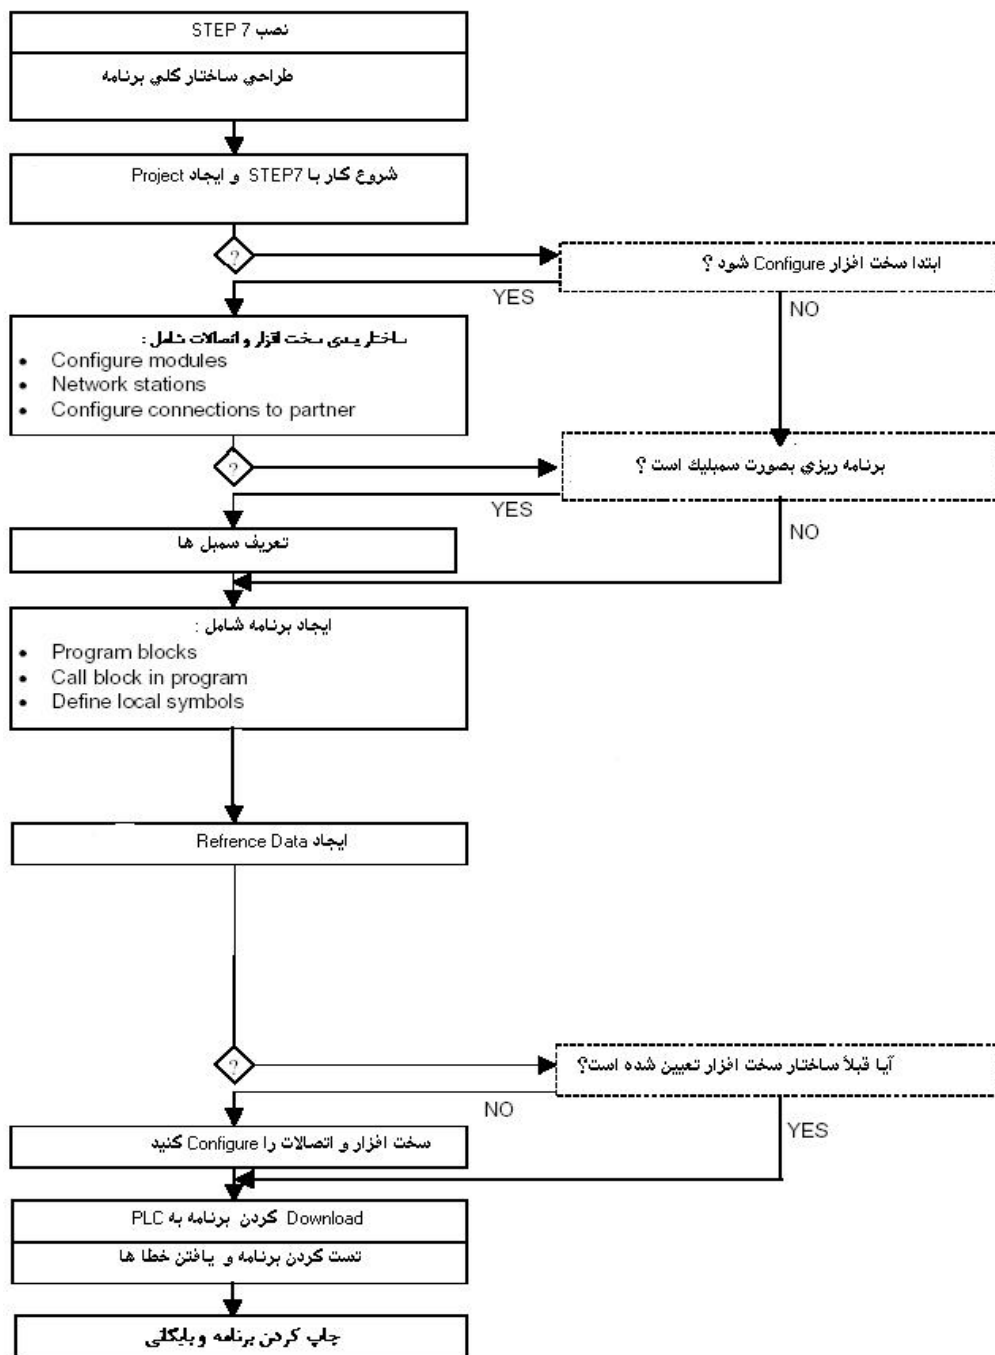 نصب STEP 7
طراحي ساختار كلي برنامه
شروع كار با STEP7 و ايجاد Project
?
ابتدا سخت افزار Configure شود ؟
YES
NO
ساختار بندي سخت افزار و اتصالات شامل :
• Configure modules
• Network stations
• Configure connections to partner
?
برنامه ريزي بصورت سمبليك است ؟
YES
NO
تعريف سمبل ها
ايجاد برنامه شامل :
• Program blocks
• Call block in program
• Define local symbols
ايجاد Refrence Data
?
آيا قبلاً ساختار سخت افزار تعيين شده است؟
NO
YES
سخت افزار و اتصالات را Configure كنيد
Download كردن برنامه به PLC
تست كردن برنامه و يافتن خطا ها
چاپ كردن برنامه و بايگاني